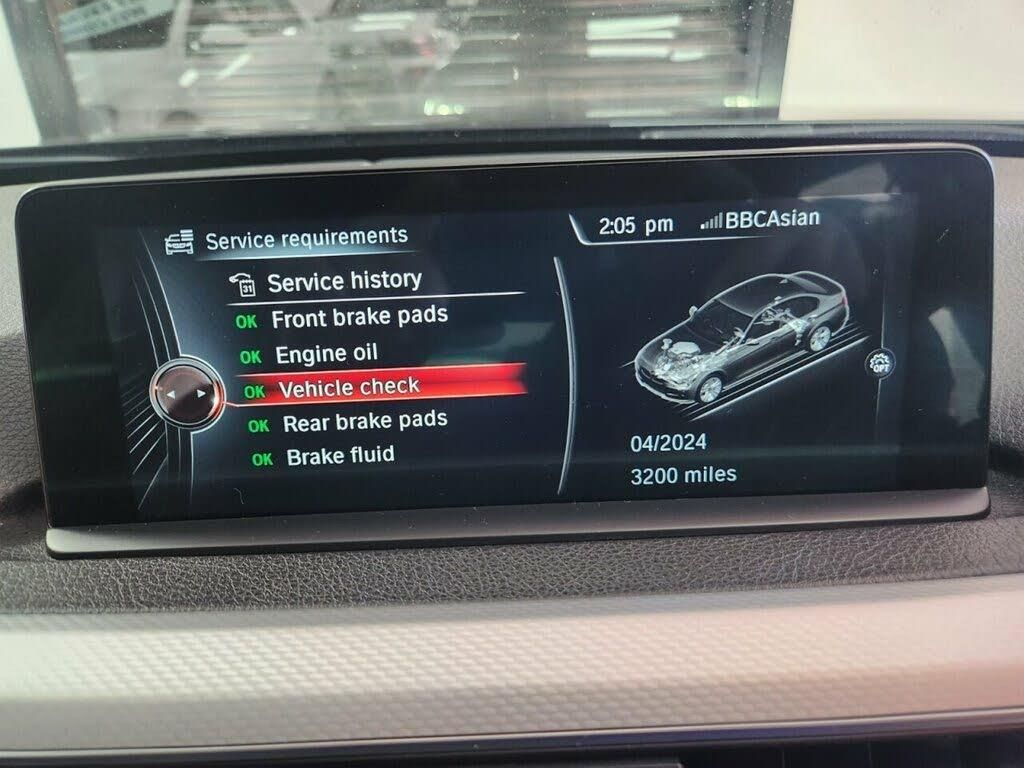 Service requirements
2:05 pm BBCAsian
31 Service history
OK Front brake pads
OK Engine oil
OK Vehicle check
OK Rear brake pads
OK Brake fluid
OPT
04/2024
3200 miles